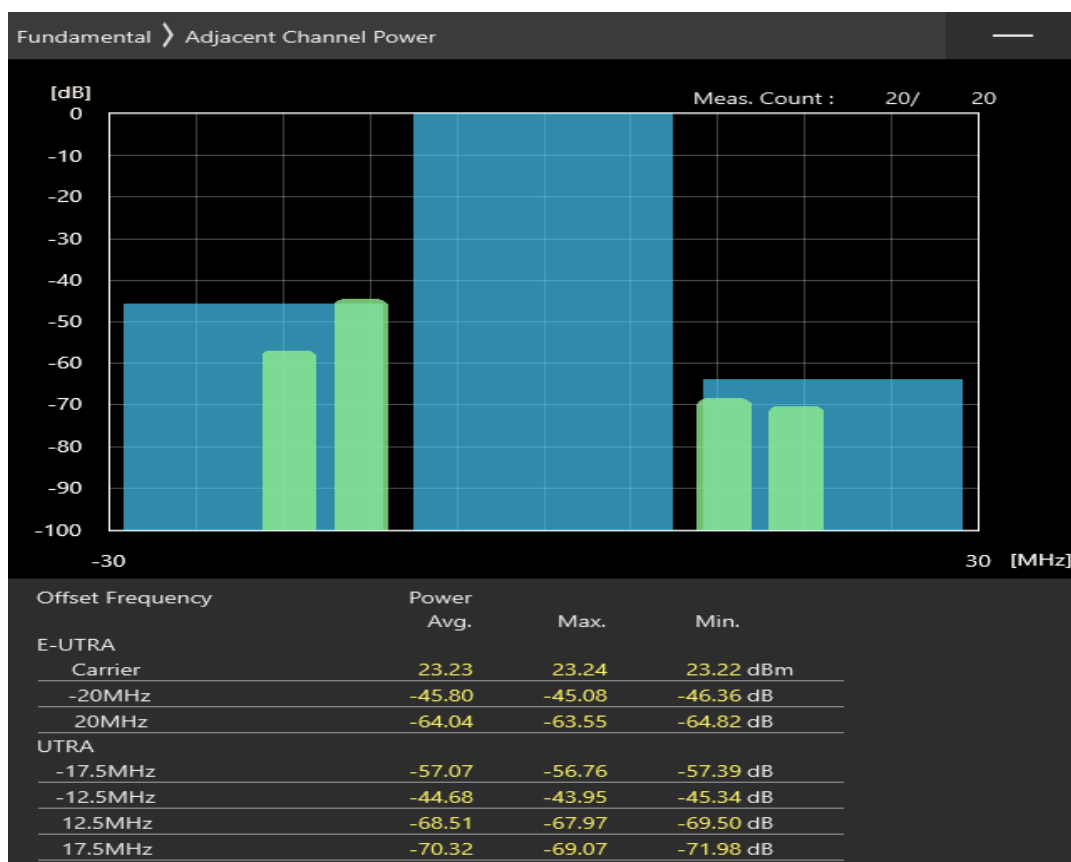 Fundamental ❯ Adjacent Channel Power
[dB]
Meas. Count : 20/ 20
0
-10
-20
-30
-40
-50
-60
-70
-80
-90
-100
-30 30 [MHz]
Offset Frequency Power
Avg. Max. Min.
E-UTRA
Carrier 23.23 23.24 23.22 dBm
-20MHz -45.80 -45.08 -46.36 dB
20MHz -64.04 -63.55 -64.82 dB
UTRA
-17.5MHz -57.07 -56.76 -57.39 dB
-12.5MHz -44.68 -43.95 -45.34 dB
12.5MHz -68.51 -67.97 -69.50 dB
17.5MHz -70.32 -69.07 -71.98 dB